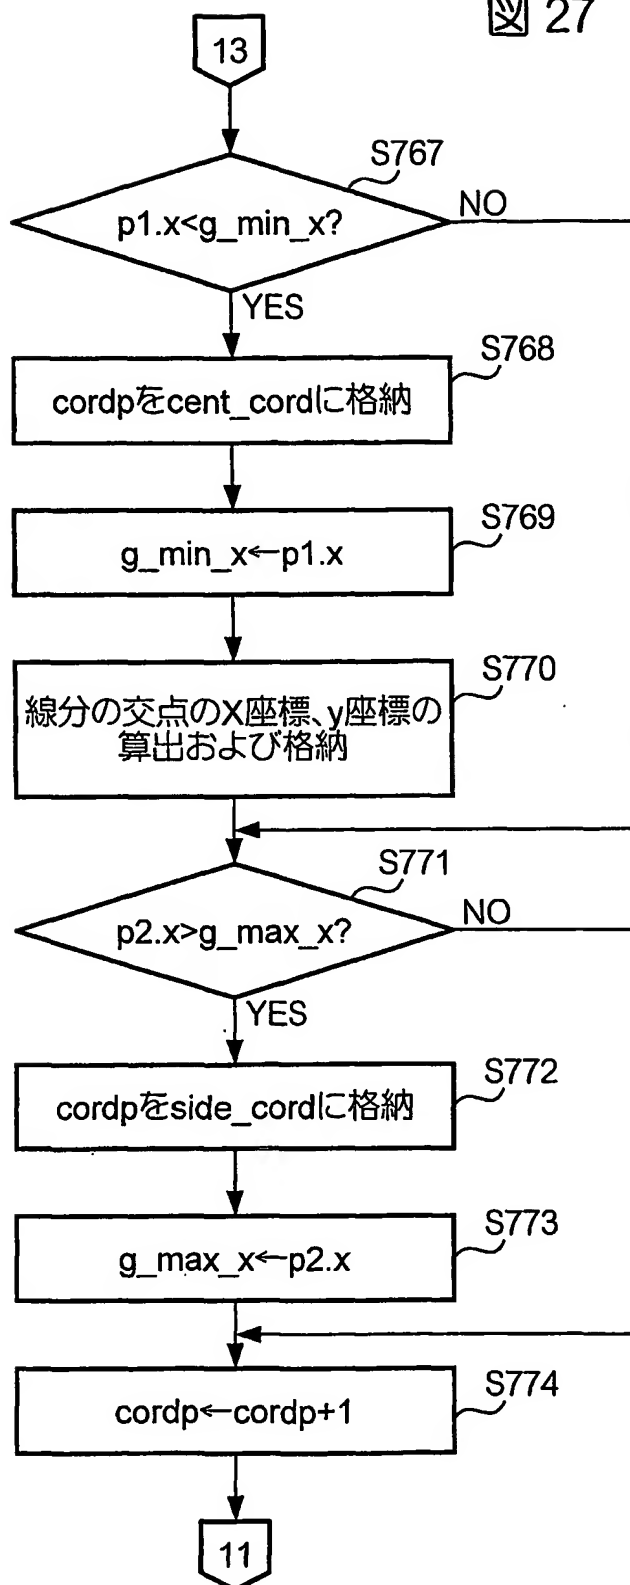 図 27
13
S767
p1.x<g_min_x?
NO
YES
S768
cordpをcent_cordに格納
S769
g_min_x←p1.x
S770
線分の交点のX座標、y座標の
算出および格納
S771
p2.x>g_max_x?
NO
YES
S772
cordpをside_cordに格納
S773
g_max_x←p2.x
S774
cordp←cordp+1
11